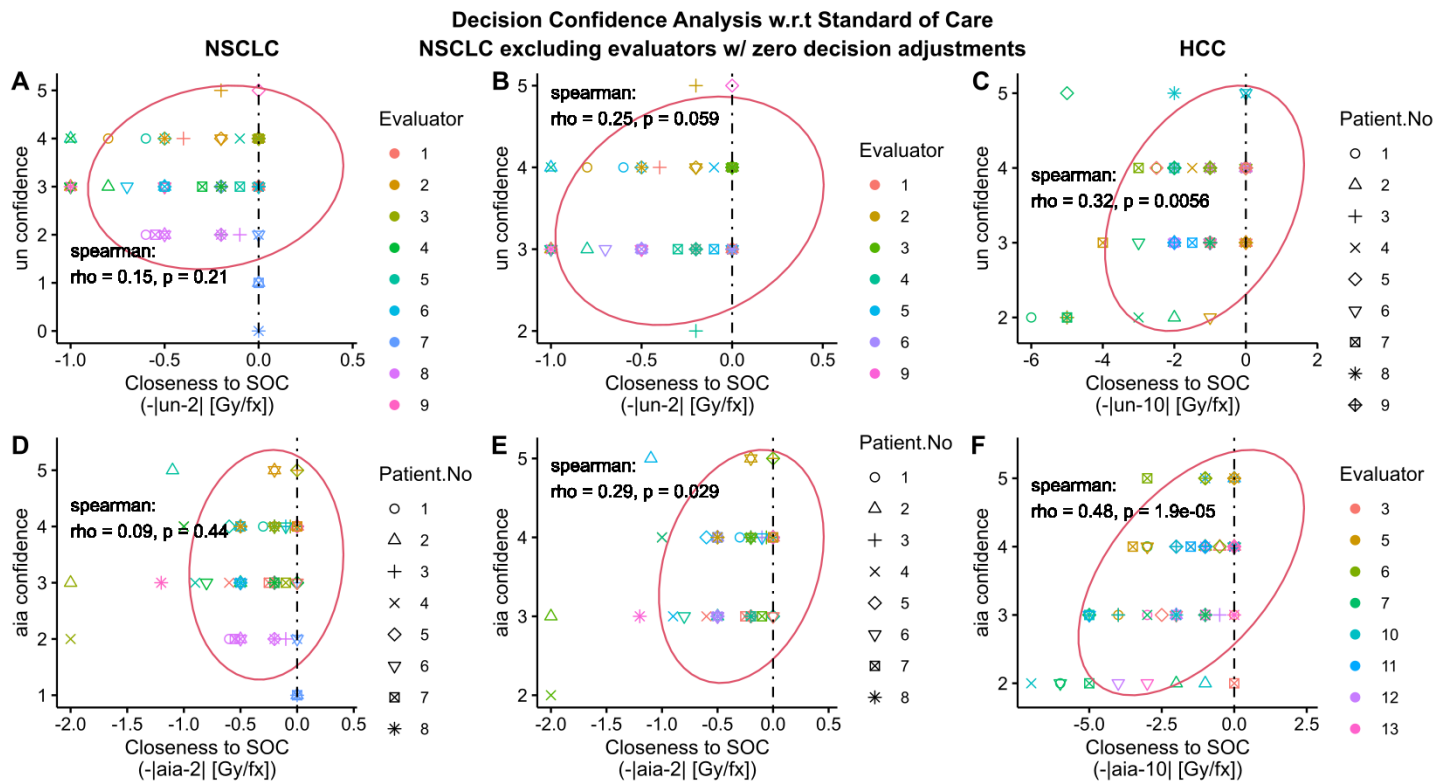 Decision Confidence Analysis w.r.t Standard of Care
NSCLC
NSCLC excluding evaluators w/ zero decision adjustments
HCC
A
un confidence
5
4
3
2
1
0
spearman:
rho = 0.15, p = 0.21
-1.0
-0.5
0.0
0.5
Closeness to SOC
(-|un-2| [Gy/fx])
Evaluator
1
2
3
4
5
6
7
8
9
B
un confidence
5
4
3
2
spearman:
rho = 0.25, p = 0.059
-1.0
-0.5
0.0
0.5
Closeness to SOC
(-|un-2| [Gy/fx])
Evaluator
1
2
3
4
5
6
9
C
un confidence
5
4
3
2
spearman:
rho = 0.32, p = 0.0056
-6
-4
-2
0
2
Closeness to SOC
(-|un-10| [Gy/fx])
Patient.No
1
2
3
4
5
6
7
8
9
D
aia confidence
5
4
3
2
1
spearman:
rho = 0.09, p = 0.44
-2.0
-1.5
-1.0
-0.5
0.0
Closeness to SOC
(-|aia-2| [Gy/fx])
Patient.No
1
2
3
4
5
6
7
8
E
aia confidence
5
4
3
2
spearman:
rho = 0.29, p = 0.029
-2.0
-1.5
-1.0
-0.5
0.0
Closeness to SOC
(-|aia-2| [Gy/fx])
Patient.No
1
2
3
4
5
6
7
8
F
aia confidence
5
4
3
2
spearman:
rho = 0.48, p = 1.9e-05
-5.0
-2.5
0.0
2.5
Closeness to SOC
(-|aia-10| [Gy/fx])
Evaluator
3
5
6
7
10
11
12
13